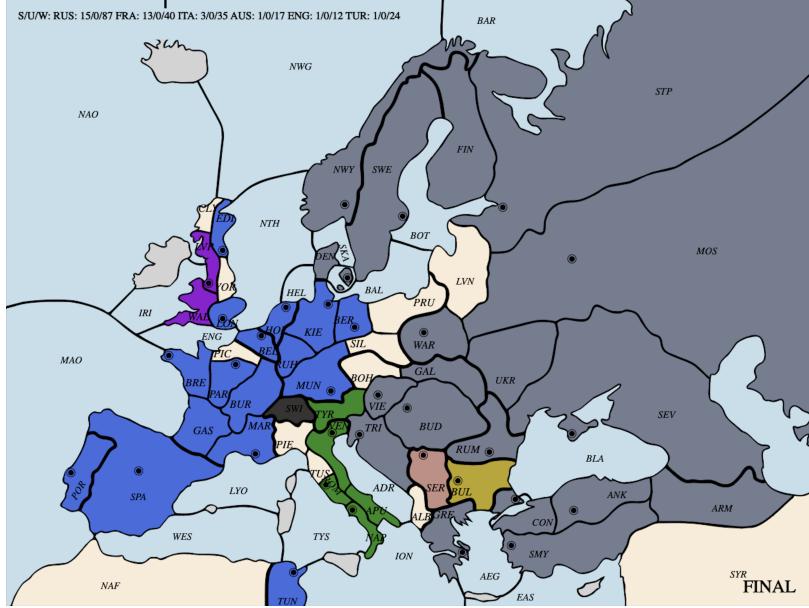 S/U/W: RUS: 15/0/87 FRA: 13/0/40 ITA: 3/0/35 AUS: 1/0/17 ENG: 1/0/12 TUR: 1/0/24
BAR
NWG
STP
NAO
FIN
NWY
SWE
CLY
EDI
NTH
BOT
MOS
LVP
DEN
SKA
LVN
YOR
HEL
BAL
PRU
IRI
WAL
LON
HOL
KIE
BER
ENG
BEL
SIL
WAR
MAO
PIC
RUH
BOH
GAL
BRE
PAR
MUN
UKR
BUR
SWI
TYR
VIE
SEV
GAS
MAR
VEN
TRI
BUD
PIE
RUM
BLA
POR
SPA
TUS
SER
BUL
LYO
ROM
ADR
ANK
APU
ALB
GRE
CON
ARM
WES
TYS
NAP
ION
SMY
NAF
AEG
SYR
TUN
EAS
FINAL